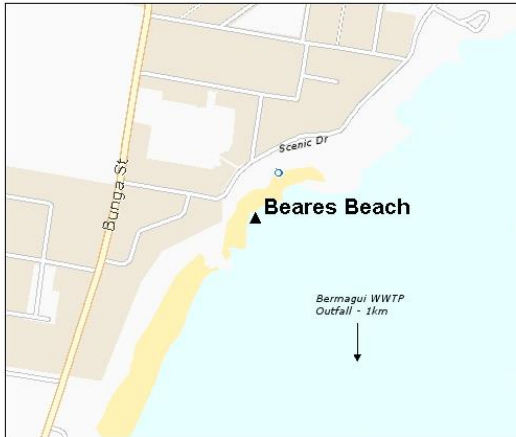 Scenic Dr
Bunga St
Beares Beach
Bermagui WWTP
Outfall - 1km